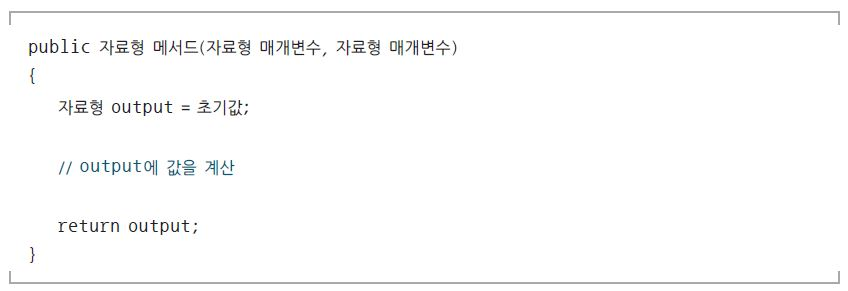 public 자료형 메서드(자료형 매개변수, 자료형 매개변수)
{
자료형 output = 초기값;
// output에 값을 계산
return output;
}